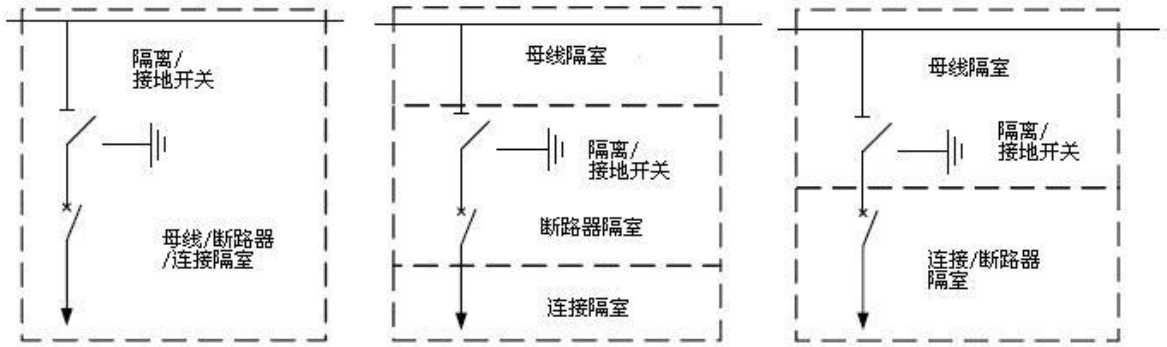 隔离/
接地开关
母线/断路器
/连接隔室
母线隔室
隔离/
接地开关
断路器隔室
连接隔室
母线隔室
隔离/
接地开关
连接/断路器
隔室